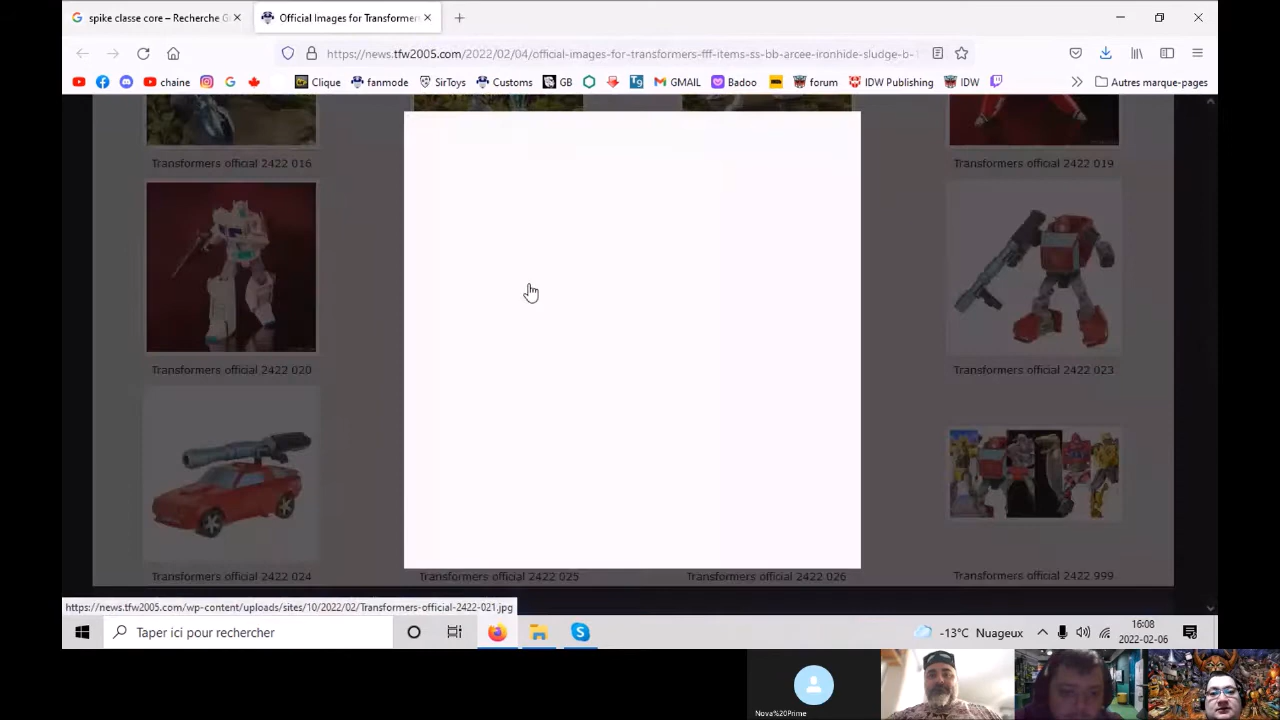 spike classe core – Recherche G
Official Images for Transformer
https://news.tfw2005.com/2022/02/04/official-images-for-transformers-fff-items-ss-bb-arcee-ironhide-sludge-b-1
chaine
Clique
fanmode
SirToys
Customs
GB
GMAIL
Badoo
forum
IDW Publishing
IDW
Autres marque-pages
Transformers official 2422 016
Transformers official 2422 019
Transformers official 2422 020
Transformers official 2422 023
Transformers official 2422 024
Transformers official 2422 025
Transformers official 2422 026
Transformers official 2422 999
https://news.tfw2005.com/wp-content/uploads/sites/10/2022/02/Transformers-official-2422-021.jpg
Taper ici pour rechercher
-13°C Nuageux
16:08
2022-02-06
Nova%20Prime